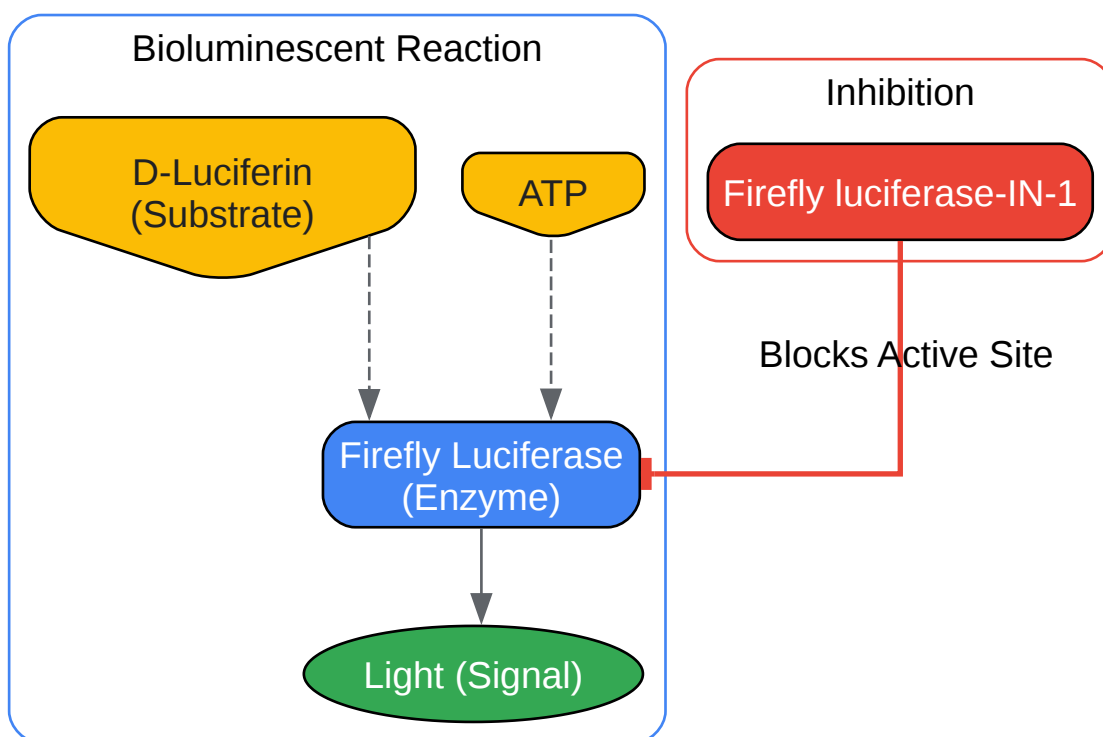 Bioluminescent Reaction
D-Luciferin
(Substrate)
ATP
Inhibition
Firefly luciferase-IN-1
Blocks Active Site
Firefly Luciferase
(Enzyme)
Light (Signal)